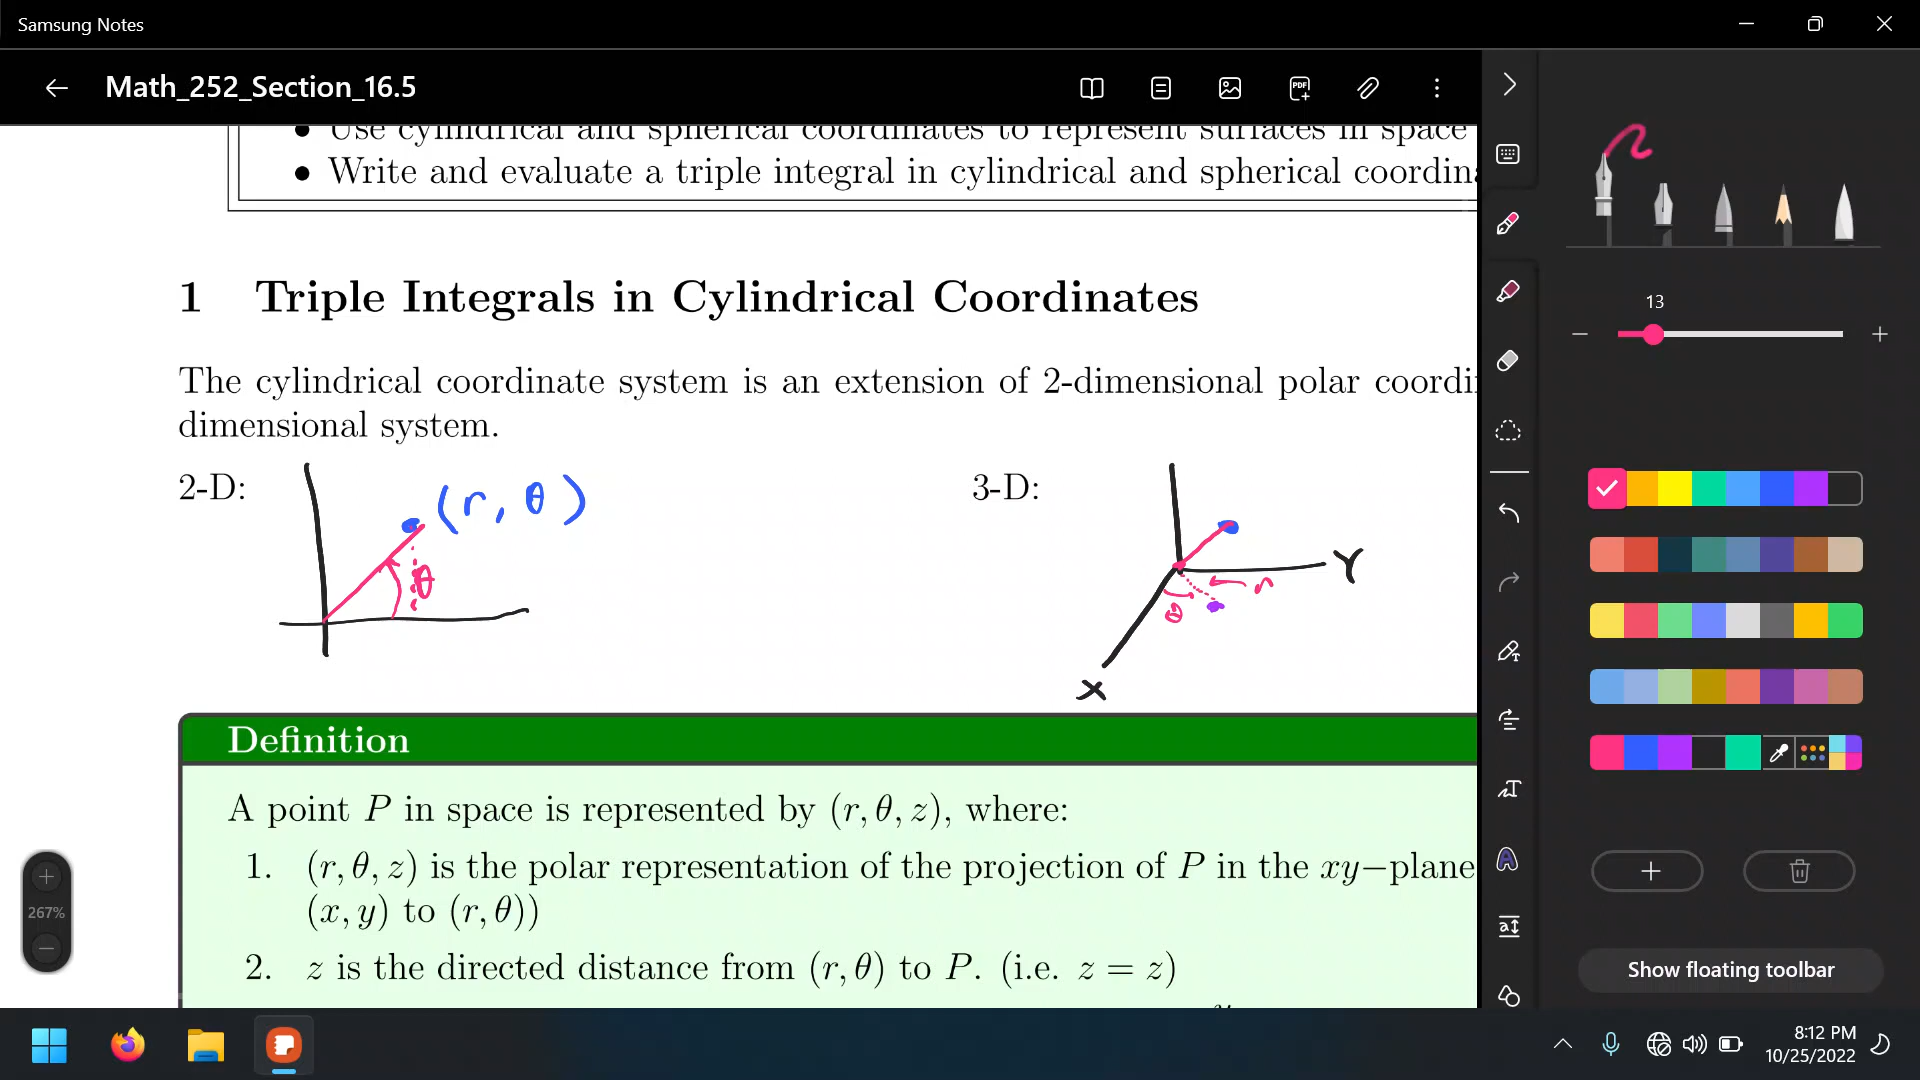 Samsung Notes
Math_252_Section_16.5
• Use cylindrical and spherical coordinates to represent surfaces in space
• Write and evaluate a triple integral in cylindrical and spherical coordina
13
1 Triple Integrals in Cylindrical Coordinates
The cylindrical coordinate system is an extension of 2-dimensional polar coordi
dimensional system.
2-D:
(r, θ)
θ
3-D:
Y
r
θ
X
Definition
A point P in space is represented by (r, θ, z), where:
1. (r, θ, z) is the polar representation of the projection of P in the xy−plane
(x, y) to (r, θ))
2. z is the directed distance from (r, θ) to P. (i.e. z = z)
267%
Show floating toolbar
8:12 PM
10/25/2022